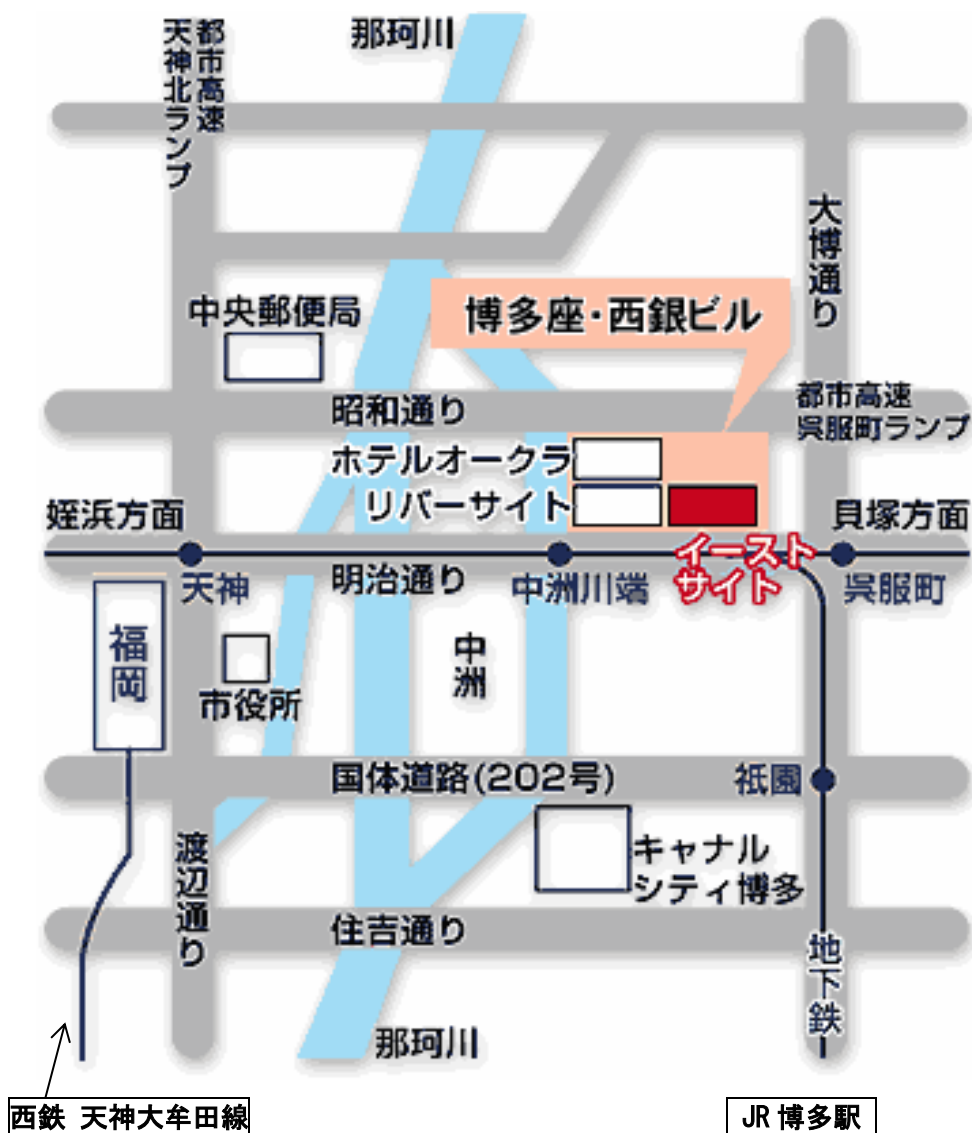 那珂川
都市高速
天神北ランプ
大博通り
中央郵便局
博多座・西銀ビル
昭和通り
都市高速
呉服町ランプ
ホテルオークラ
リバーサイト
姪浜方面
貝塚方面
イースト
サイト
天神
明治通り
中洲川端
呉服町
福岡
中洲
市役所
国体道路(202号)
祇園
渡辺通り
キャナル
シティ博多
住吉通り
地下鉄
那珂川
西鉄 天神大牟田線
JR博多駅